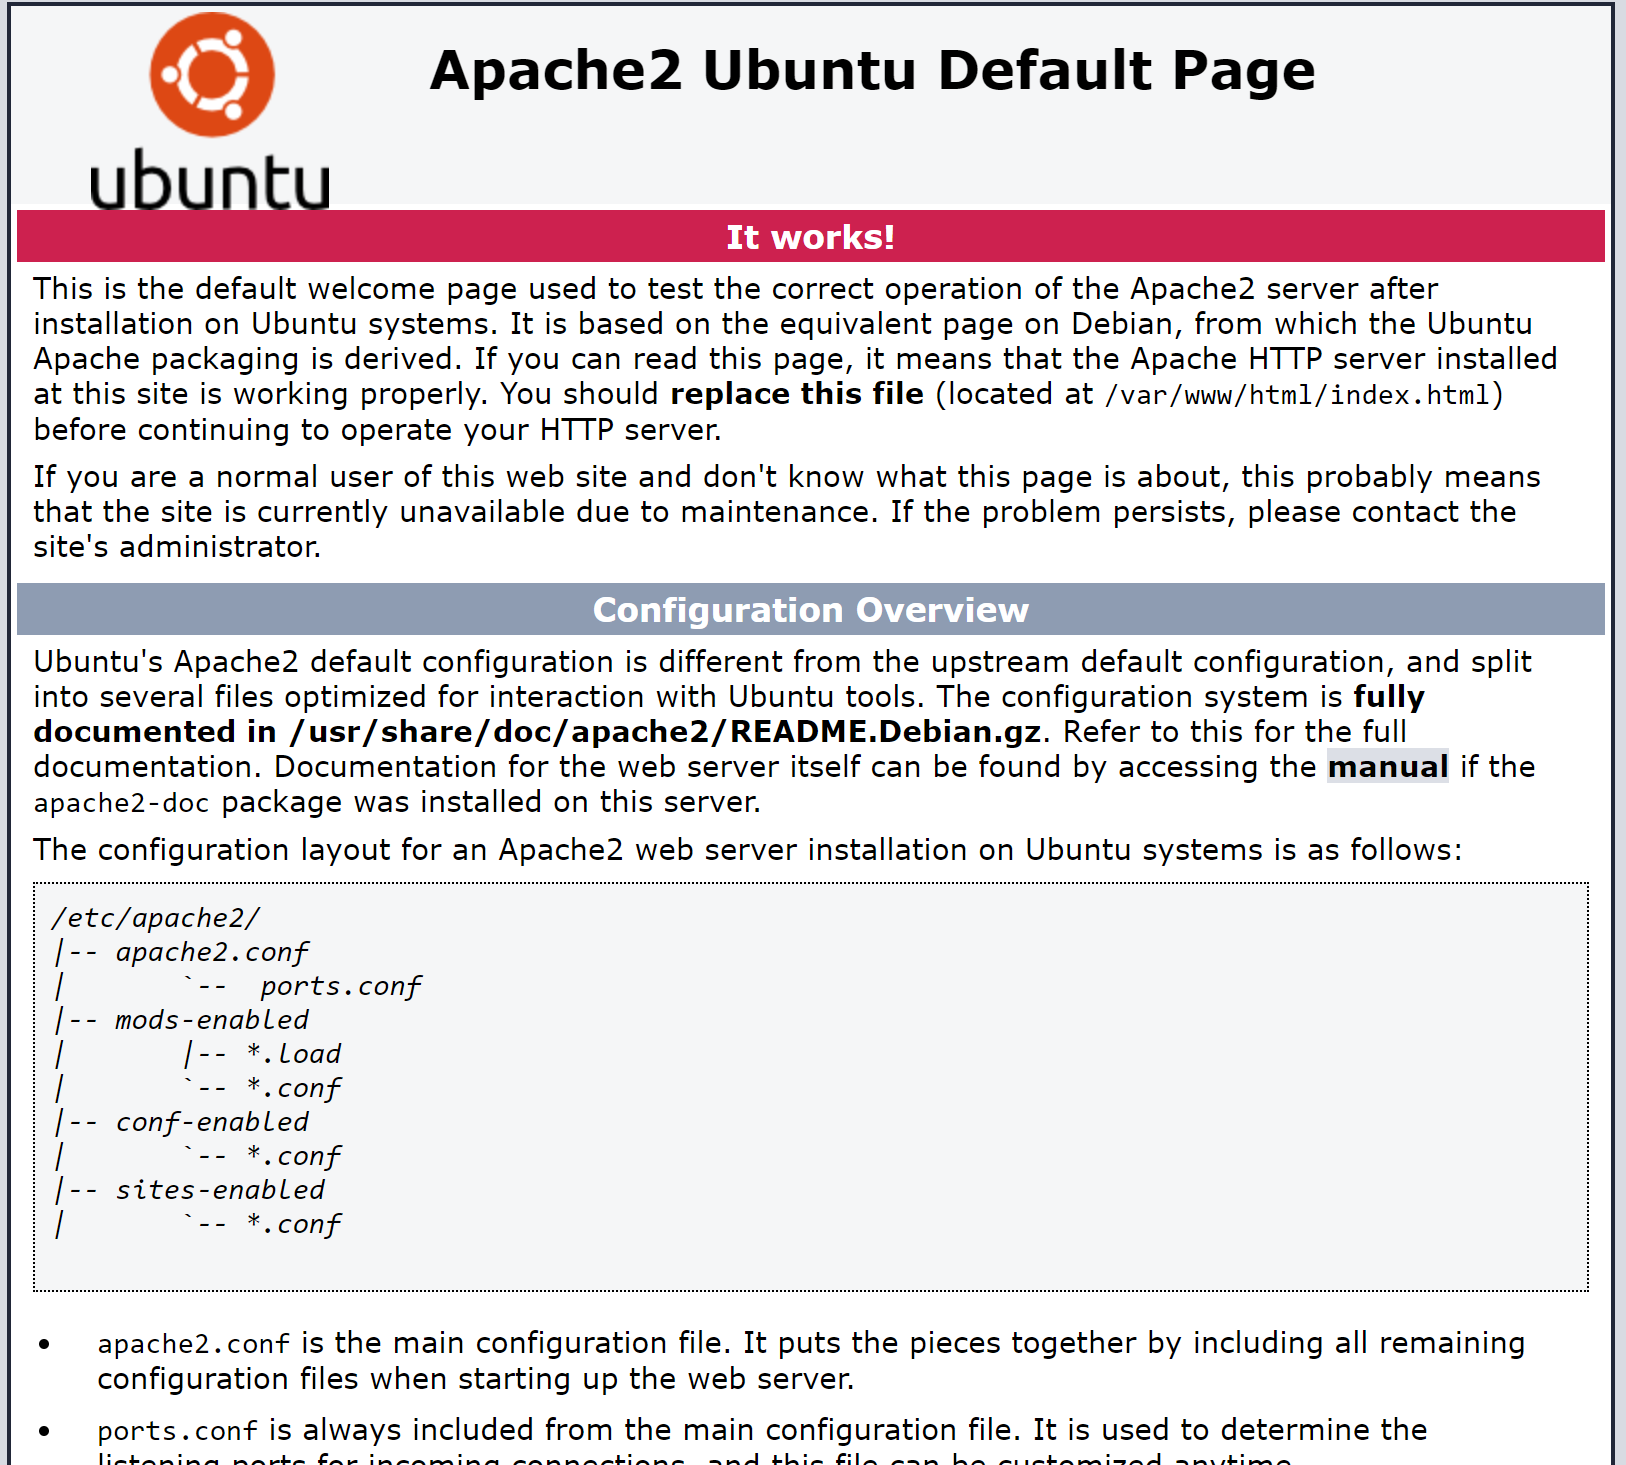 ubuntu
Apache2 Ubuntu Default Page
It works!
This is the default welcome page used to test the correct operation of the Apache2 server after
installation on Ubuntu systems. It is based on the equivalent page on Debian, from which the Ubuntu
Apache packaging is derived. If you can read this page, it means that the Apache HTTP server installed
at this site is working properly. You should replace this file (located at /var/www/html/index.html)
before continuing to operate your HTTP server.
If you are a normal user of this web site and don't know what this page is about, this probably means
that the site is currently unavailable due to maintenance. If the problem persists, please contact the
site's administrator.
Configuration Overview
Ubuntu's Apache2 default configuration is different from the upstream default configuration, and split
into several files optimized for interaction with Ubuntu tools. The configuration system is fully
documented in /usr/share/doc/apache2/README.Debian.gz. Refer to this for the full
documentation. Documentation for the web server itself can be found by accessing the manual if the
apache2-doc package was installed on this server.
The configuration layout for an Apache2 web server installation on Ubuntu systems is as follows:
/etc/apache2/
|-- apache2.conf
|       `--  ports.conf
|-- mods-enabled
|       |-- *.load
|       `-- *.conf
|-- conf-enabled
|       `-- *.conf
|-- sites-enabled
|       `-- *.conf
• apache2.conf is the main configuration file. It puts the pieces together by including all remaining
configuration files when starting up the web server.
• ports.conf is always included from the main configuration file. It is used to determine the
listening ports for incoming connections, and this file can be customized anytime.